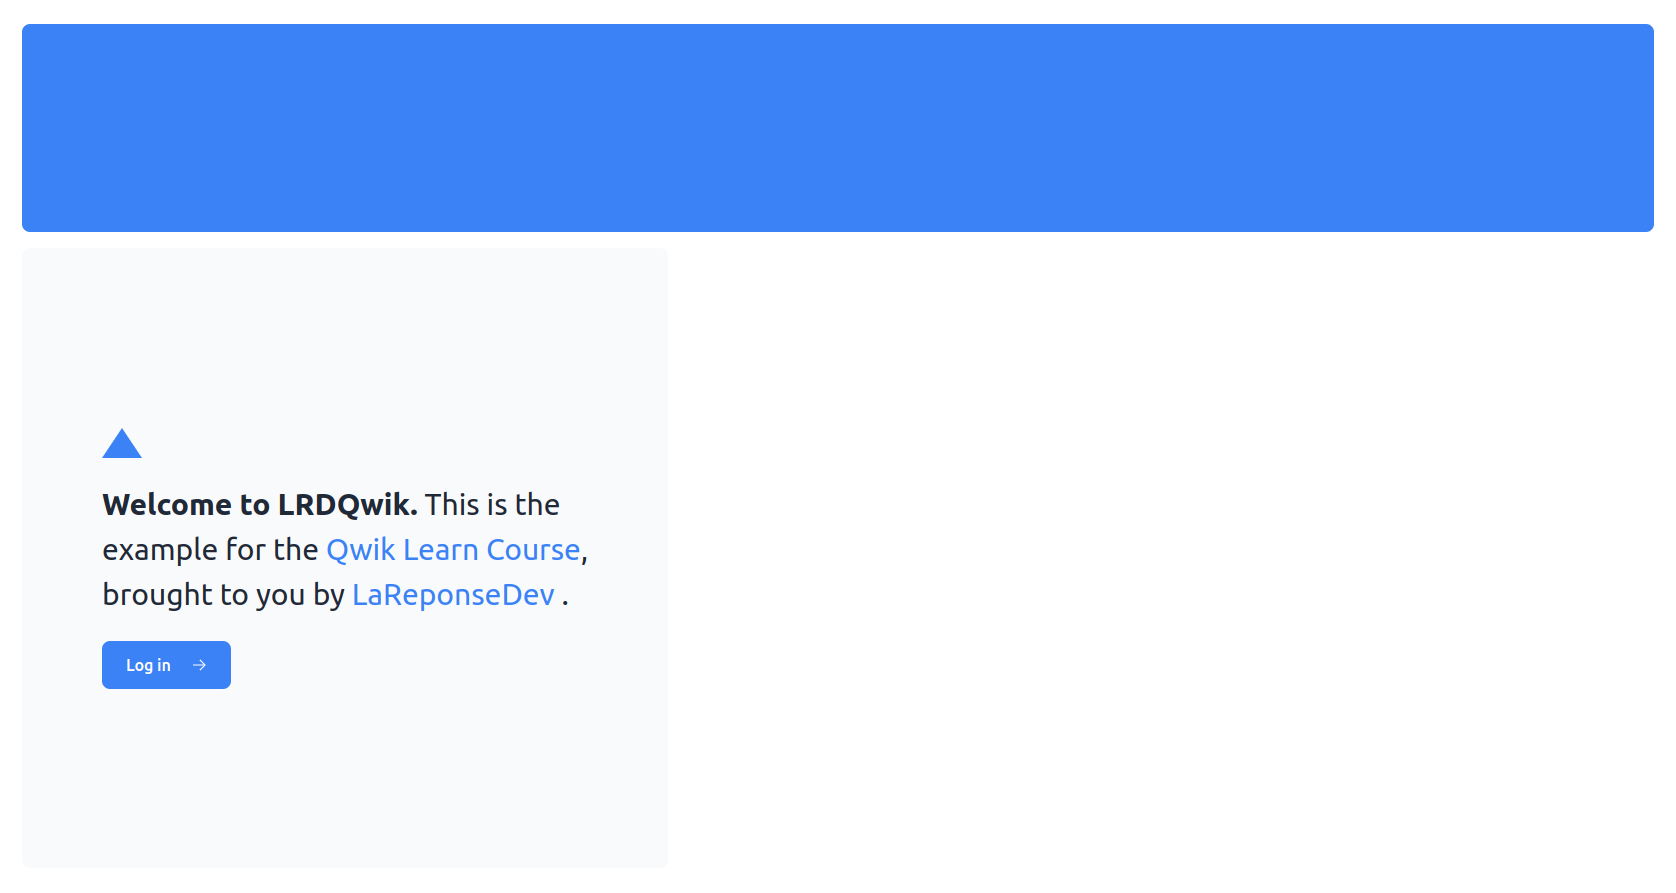 Welcome to LRDQwik. This is the
example for the Qwik Learn Course,
brought to you by LaReponseDev .
Log in